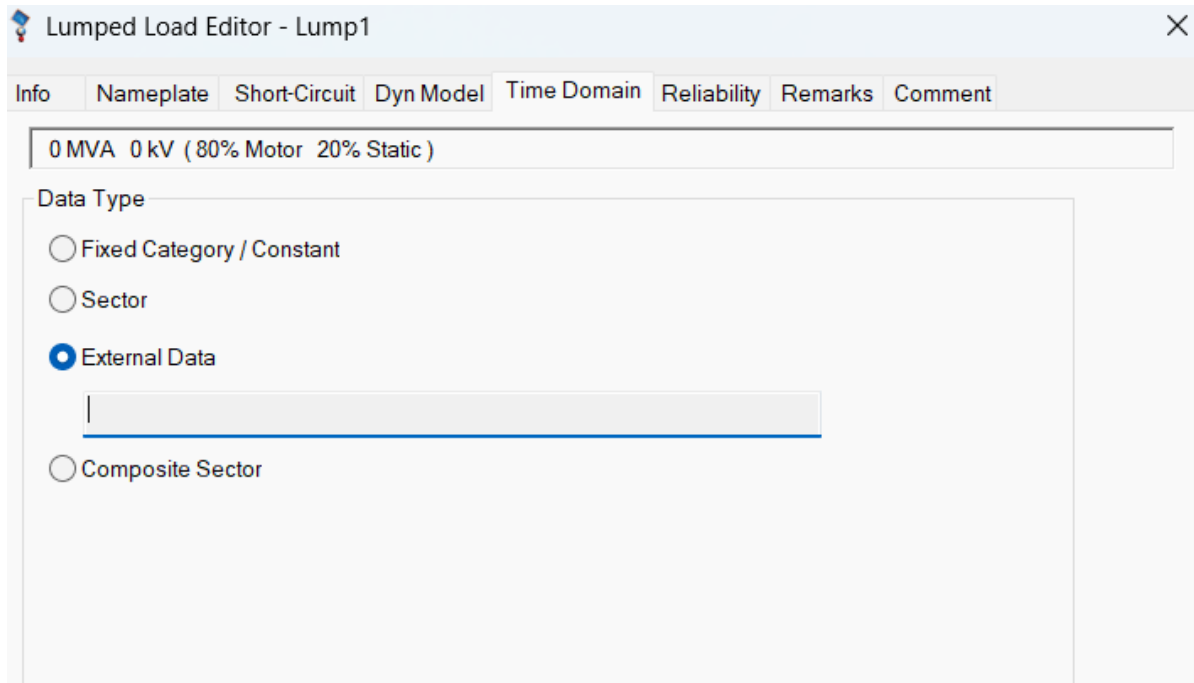 Lumped Load Editor - Lump1
Info Nameplate Short-Circuit Dyn Model Time Domain Reliability Remarks Comment
0 MVA 0 kV ( 80% Motor 20% Static )
Data Type
Fixed Category / Constant
Sector
External Data
Composite Sector